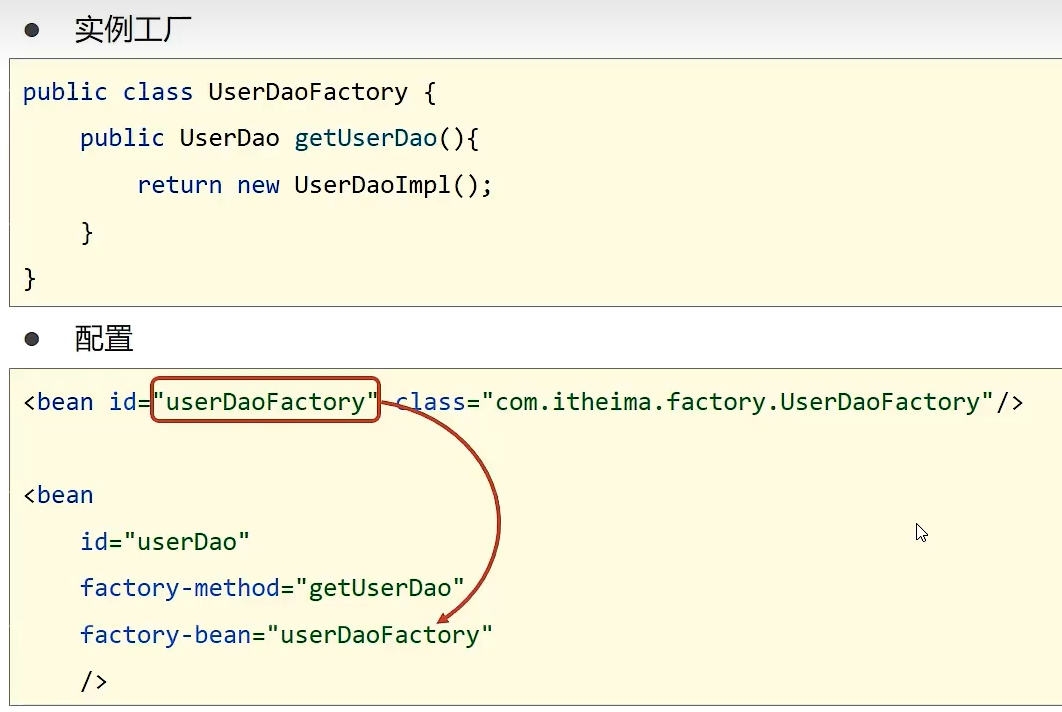 ● 实例工厂
public class UserDaoFactory {
    public UserDao getUserDao(){
        return new UserDaoImpl();
    }
}
● 配置
<bean id="userDaoFactory" class="com.itheima.factory.UserDaoFactory"/>
<bean
    id="userDao"
    factory-method="getUserDao"
    factory-bean="userDaoFactory"
    />